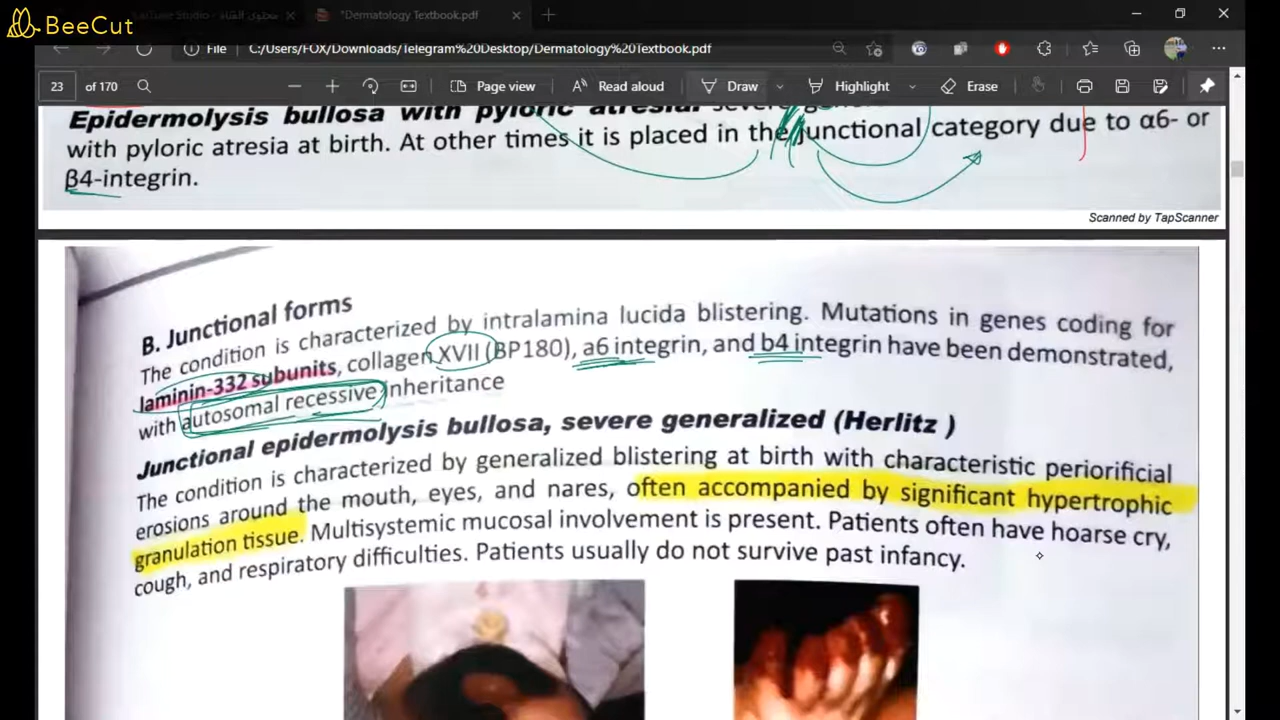 BeeCut
*Dermatology Textbook.pdf
File C:/Users/FOX/Downloads/Telegram%20Desktop/Dermatology%20Textbook.pdf
23 of 170 Page view Read aloud Draw Highlight Erase
Epidermolysis bullosa with pyloric atresia:
with pyloric atresia at birth. At other times it is placed in the junctional category due to α6- or
β4-integrin.
Scanned by TapScanner
B. Junctional forms
The condition is characterized by intralamina lucida blistering. Mutations in genes coding for
laminin-332 subunits, collagen XVII (BP180), a6 integrin, and b4 integrin have been demonstrated,
with autosomal recessive inheritance
Junctional epidermolysis bullosa, severe generalized (Herlitz )
The condition is characterized by generalized blistering at birth with characteristic periorificial
erosions around the mouth, eyes, and nares, often accompanied by significant hypertrophic
granulation tissue. Multisystemic mucosal involvement is present. Patients often have hoarse cry,
cough, and respiratory difficulties. Patients usually do not survive past infancy.